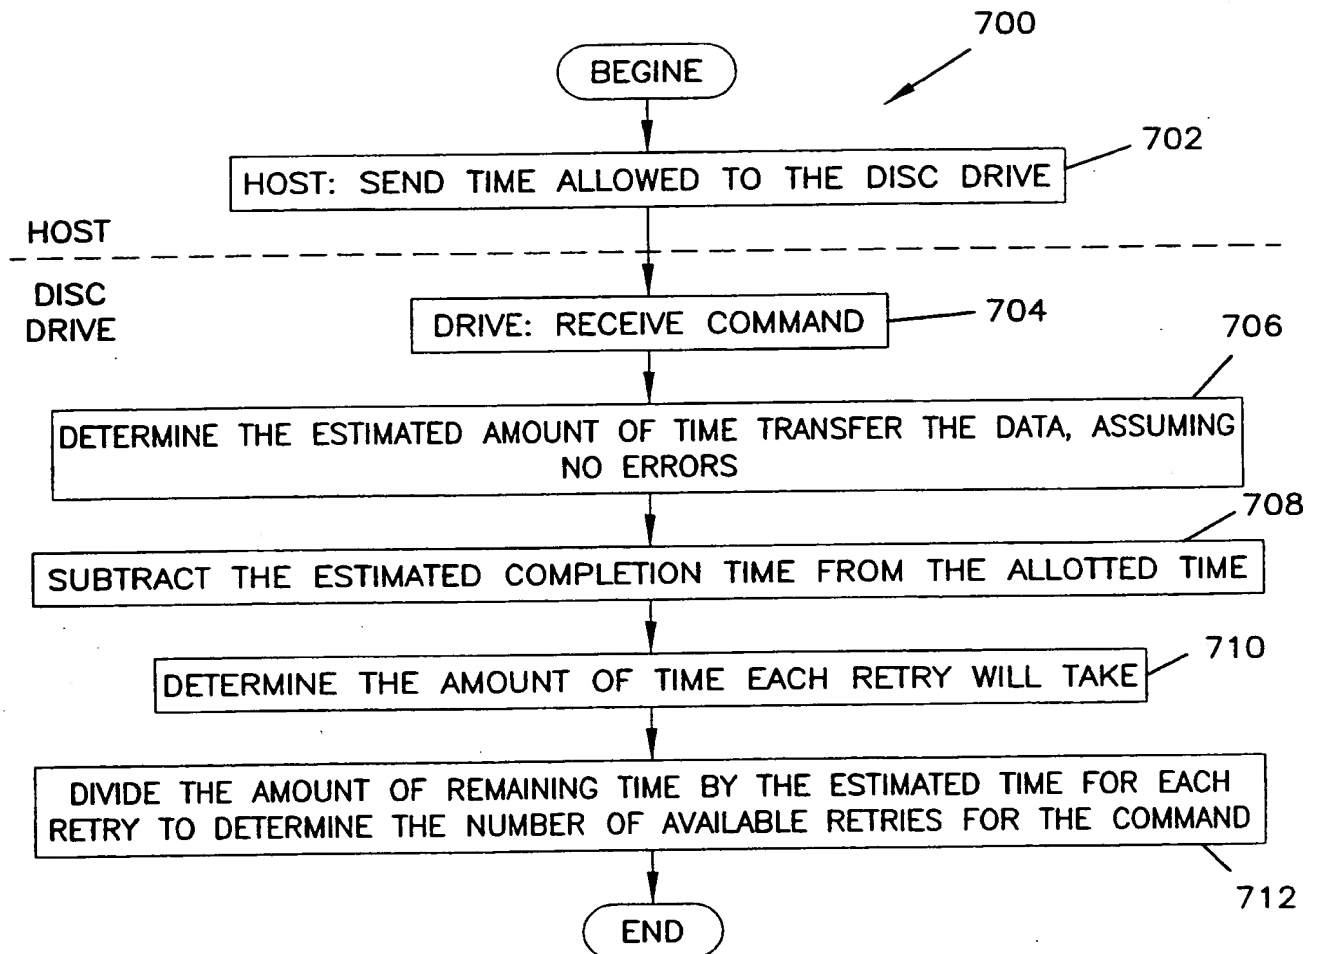 700
BEGINE
702
HOST: SEND TIME ALLOWED TO THE DISC DRIVE
HOST
DISC
DRIVE
DRIVE: RECEIVE COMMAND
704
706
DETERMINE THE ESTIMATED AMOUNT OF TIME TRANSFER THE DATA, ASSUMING
NO ERRORS
708
SUBTRACT THE ESTIMATED COMPLETION TIME FROM THE ALLOTTED TIME
710
DETERMINE THE AMOUNT OF TIME EACH RETRY WILL TAKE
DIVIDE THE AMOUNT OF REMAINING TIME BY THE ESTIMATED TIME FOR EACH
RETRY TO DETERMINE THE NUMBER OF AVAILABLE RETRIES FOR THE COMMAND
712
END